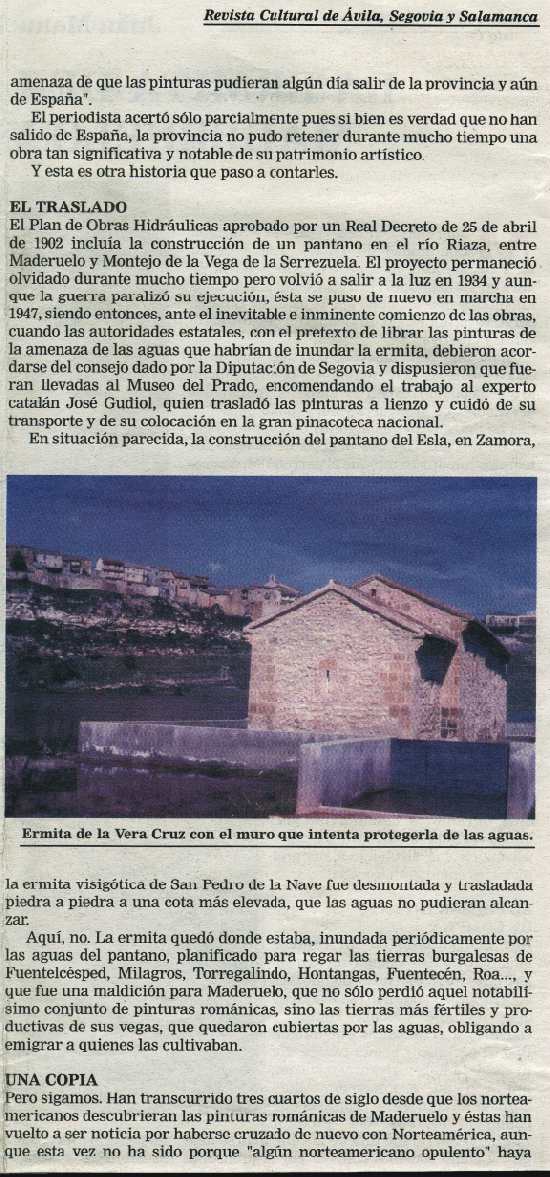 Revista Cultural de Ávila, Segovia y Salamanca
amenaza de que las pinturas pudieran algún día salir de la provincia y aún
de España".
El periodista acertó sólo parcialmente pues si bien es verdad que no han
salido de España, la provincia no pudo retener durante mucho tiempo una
obra tan significativa y notable de su patrimonio artístico.
Y esta es otra historia que paso a contarles.
EL TRASLADO
El Plan de Obras Hidráulicas aprobado por un Real Decreto de 25 de abril
de 1902 incluía la construcción de un pantano en el río Riaza, entre
Maderuelo y Montejo de la Vega de la Serrezuela. El proyecto permaneció
olvidado durante mucho tiempo pero volvió a salir a la luz en 1934 y aun-
que la guerra paralizó su ejecución, ésta se puso de nuevo en marcha en
1947, siendo entonces, ante el inevitable e inminente comienzo de las obras,
cuando las autoridades estatales, con el pretexto de librar las pinturas de
la amenaza de las aguas que habrían de inundar la ermita, debieron acor-
darse del consejo dado por la Diputación de Segovia y dispusieron que fue-
ran llevadas al Museo del Prado, encomendando el trabajo al experto
catalán José Gudiol, quien trasladó las pinturas a lienzo y cuidó de su
transporte y de su colocación en la gran pinacoteca nacional.
En situación parecida, la construcción del pantano del Esla, en Zamora,
Ermita de la Vera Cruz con el muro que intenta protegerla de las aguas.
la ermita visigótica de San Pedro de la Nave fue desmontada y trasladada
piedra a piedra a una cota más elevada, que las aguas no pudieran alcan-
zar.
Aquí, no. La ermita quedó donde estaba, inundada periódicamente por
las aguas del pantano, planificado para regar las tierras burgalesas de
Fuentelcésped, Milagros, Torregalindo, Hontangas, Fuentecén, Roa..., y
que fue una maldición para Maderuelo, que no sólo perdió aquel notabilí-
simo conjunto de pinturas románicas, sino las tierras más fértiles y pro-
ductivas de sus vegas, que quedaron cubiertas por las aguas, obligando a
emigrar a quienes las cultivaban.
UNA COPIA
Pero sigamos. Han transcurrido tres cuartos de siglo desde que los nortea-
mericanos descubrieran las pinturas románicas de Maderuelo y éstas han
vuelto a ser noticia por haberse cruzado de nuevo con Norteamérica, aun-
que esta vez no ha sido porque "algún norteamericano opulento" haya